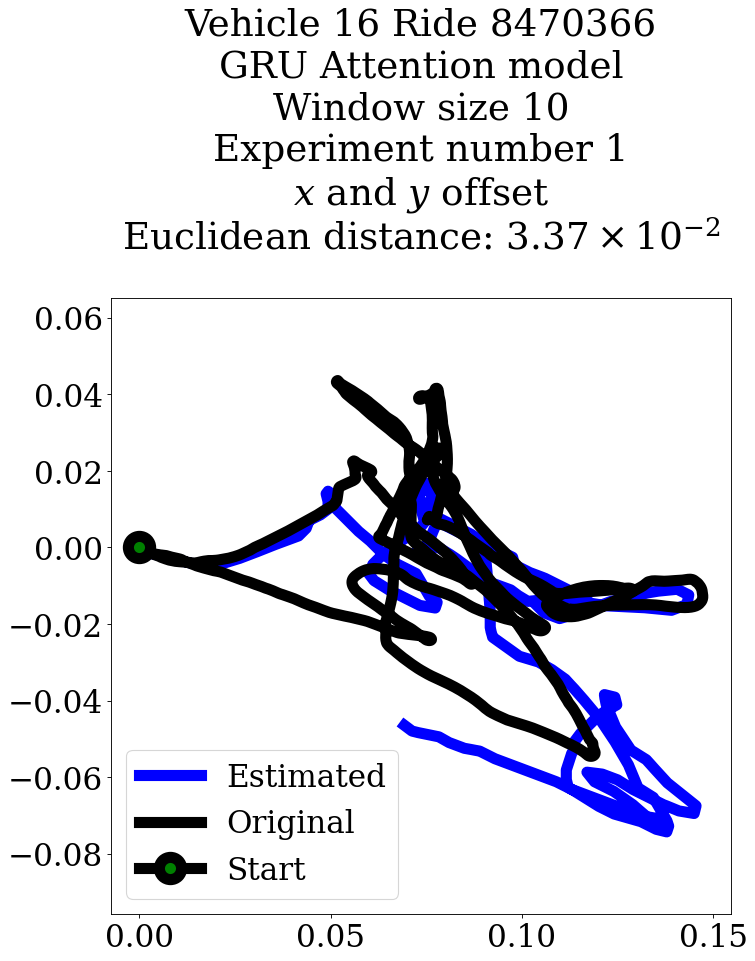 Vehicle 16 Ride 8470366
GRU Attention model
Window size 10
Experiment number 1
x and y offset
Euclidean distance: 3.37 × 10⁻²
0.06
0.04
0.02
0.00
−0.02
−0.04
−0.06
−0.08
Estimated
Original
Start
0.00 0.05 0.10 0.15